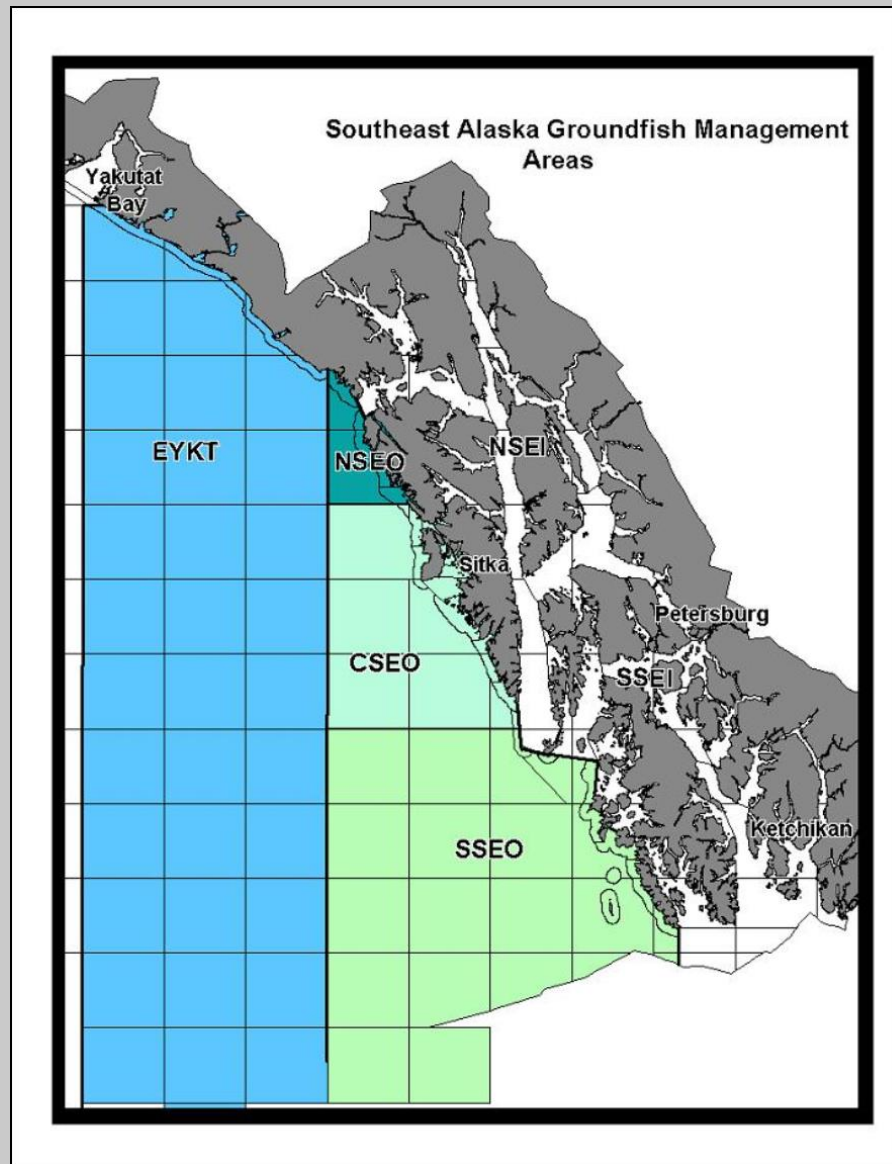 Southeast Alaska Groundfish Management
Areas
Yakutat
Bay
EYKT
NSEO
NSEI
Sitka
Petersburg
CSEO
SSEI
Ketchikan
SSEO